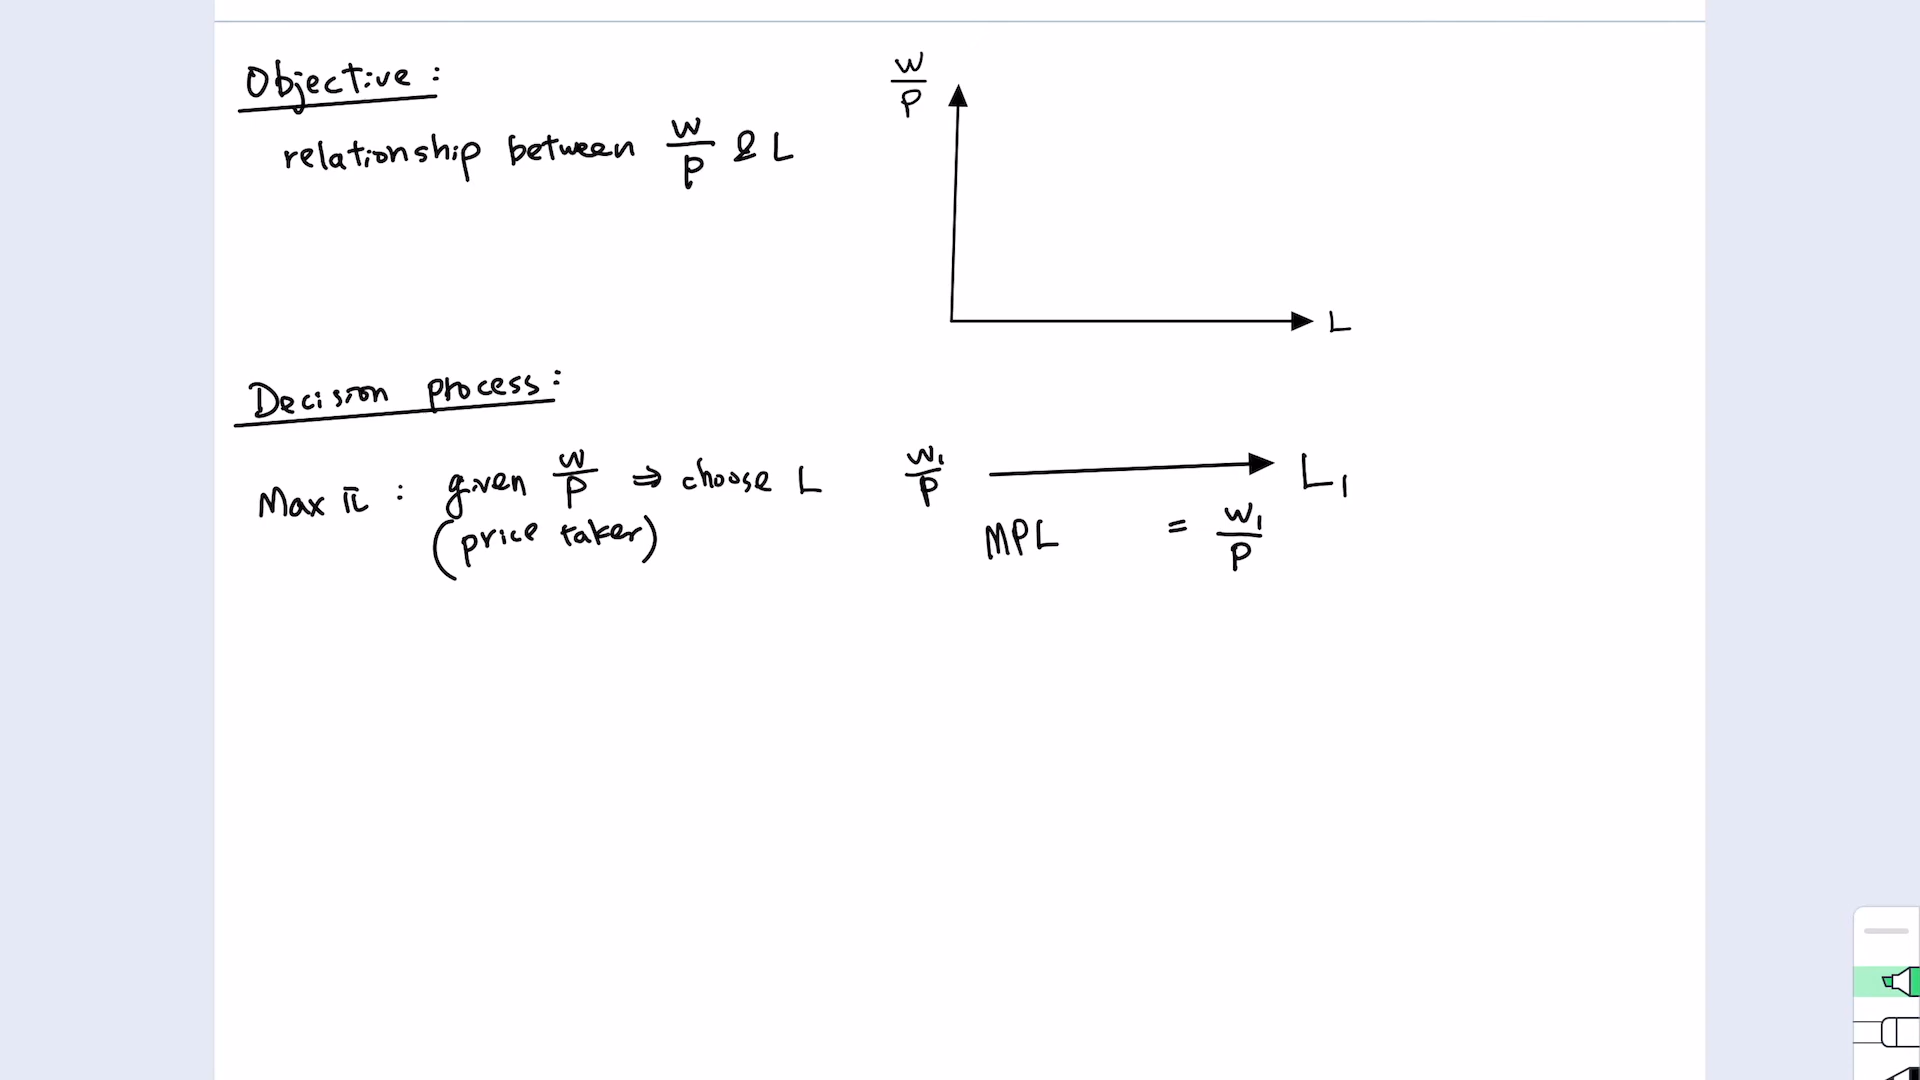 Objective :
relationship between W/P & L
W/P
L
Decision process :
Max π : given W/P ⇒ choose L
(price taker)
W₁/P → L₁
MPL = W₁/P